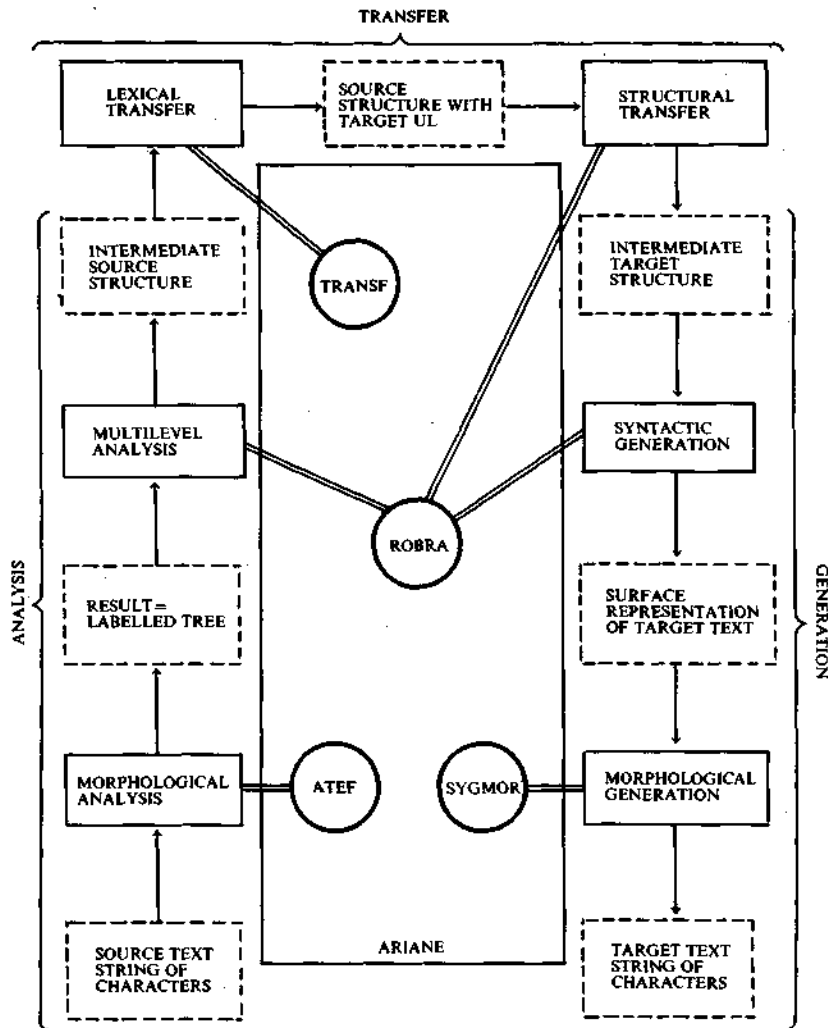 TRANSFER
LEXICAL
TRANSFER
SOURCE
STRUCTURE WITH
TARGET UL
STRUCTURAL
TRANSFER
INTERMEDIATE
SOURCE
STRUCTURE
TRANSF
INTERMEDIATE
TARGET
STRUCTURE
MULTILEVEL
ANALYSIS
SYNTACTIC
GENERATION
ROBRA
ANALYSIS
RESULT=
LABELLED TREE
SURFACE
REPRESENTATION
OF TARGET TEXT
GENERATION
MORPHOLOGICAL
ANALYSIS
ATEF
SYGMOR
MORPHOLOGICAL
GENERATION
SOURCE TEXT
STRING OF
CHARACTERS
ARIANE
TARGET TEXT
STRING OF
CHARACTERS